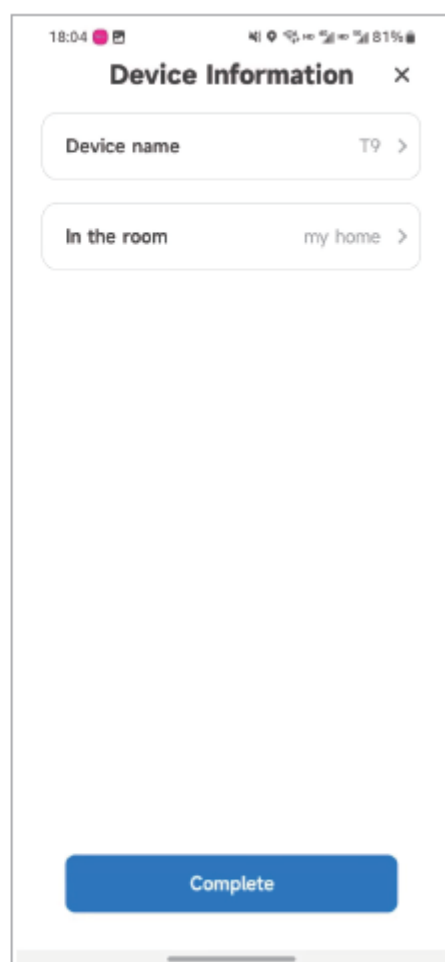 18:04 81%
Device Information ×
Device name T9 >
In the room my home >
Complete